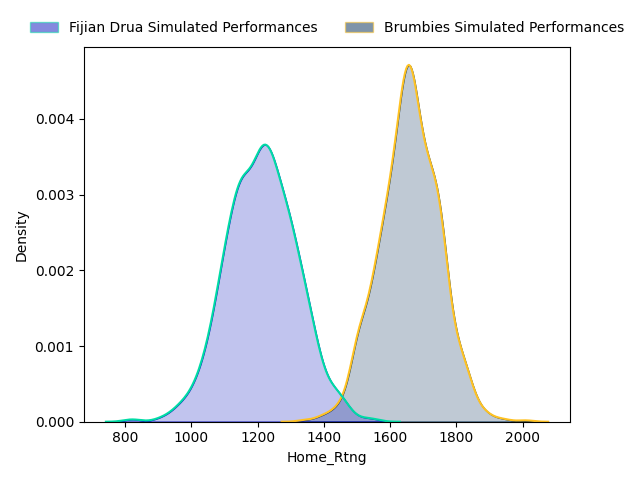 Fijian Drua Simulated Performances Brumbies Simulated Performances
0.004
0.003
0.002
0.001
0.000
Density
800 1000 1200 1400 1600 1800 2000
Home_Rtng